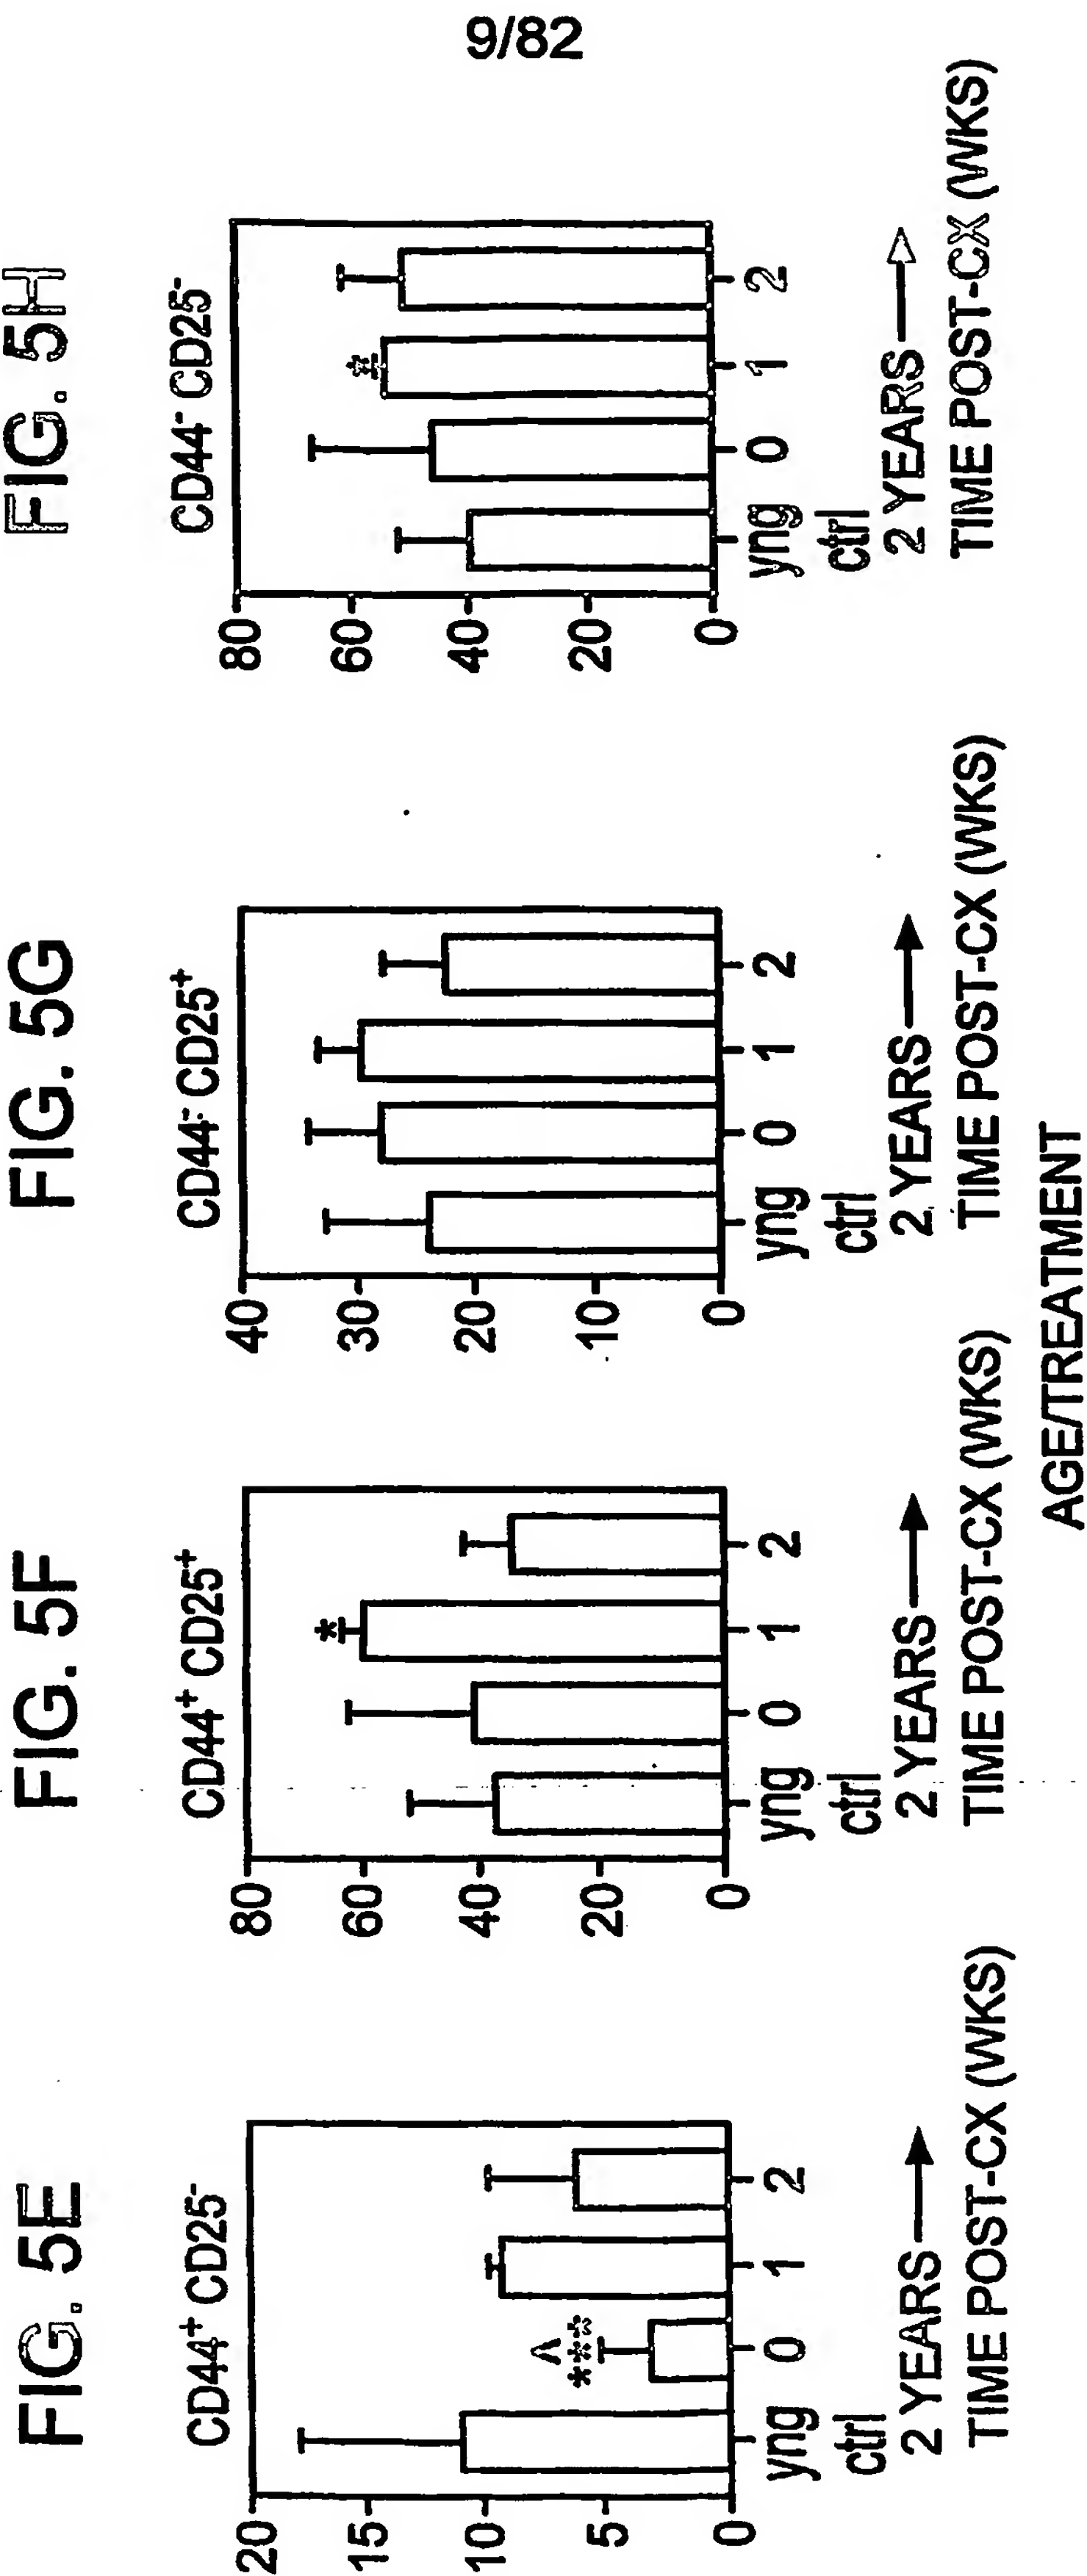 9/82
FIG. 5E
CD44⁺ CD25⁻
20
15
10
5
0
***^
yng
ctrl
0
1
2
2 YEARS
TIME POST-CX (WKS)
FIG. 5F
CD44⁺ CD25⁺
80
60
40
20
0
*
yng
ctrl
0
1
2
2 YEARS
TIME POST-CX (WKS)
FIG. 5G
CD44⁻ CD25⁺
40
30
20
10
0
yng
ctrl
0
1
2
2 YEARS
TIME POST-CX (WKS)
FIG. 5H
CD44⁻ CD25⁻
80
60
40
20
0
*
yng
ctrl
0
1
2
2 YEARS
TIME POST-CX (WKS)
AGE/TREATMENT